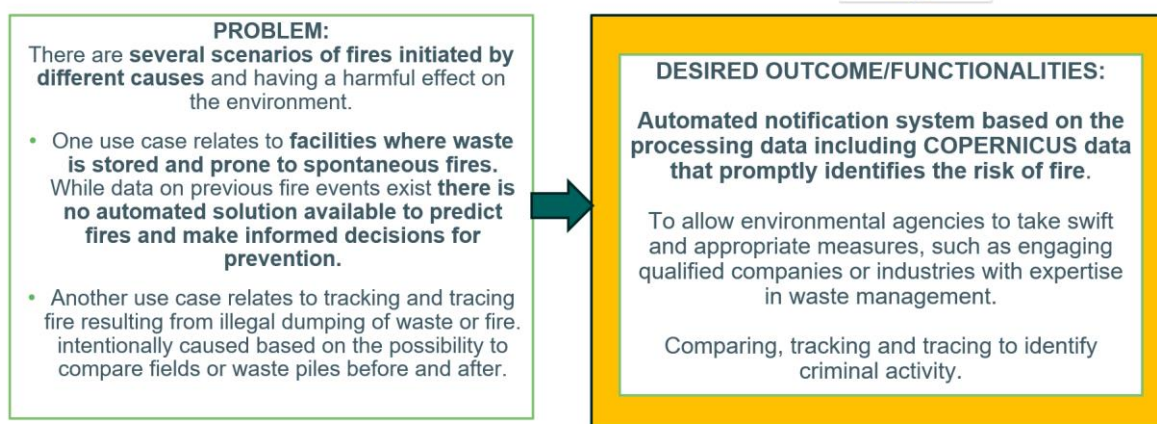 PROBLEM:
There are several scenarios of fires initiated by
different causes and having a harmful effect on
the environment.
• One use case relates to facilities where waste
is stored and prone to spontaneous fires.
While data on previous fire events exist there is
no automated solution available to predict
fires and make informed decisions for
prevention.
• Another use case relates to tracking and tracing
fire resulting from illegal dumping of waste or fire.
intentionally caused based on the possibility to
compare fields or waste piles before and after.
DESIRED OUTCOME/FUNCTIONALITIES:
Automated notification system based on the
processing data including COPERNICUS data
that promptly identifies the risk of fire.
To allow environmental agencies to take swift
and appropriate measures, such as engaging
qualified companies or industries with expertise
in waste management.
Comparing, tracking and tracing to identify
criminal activity.